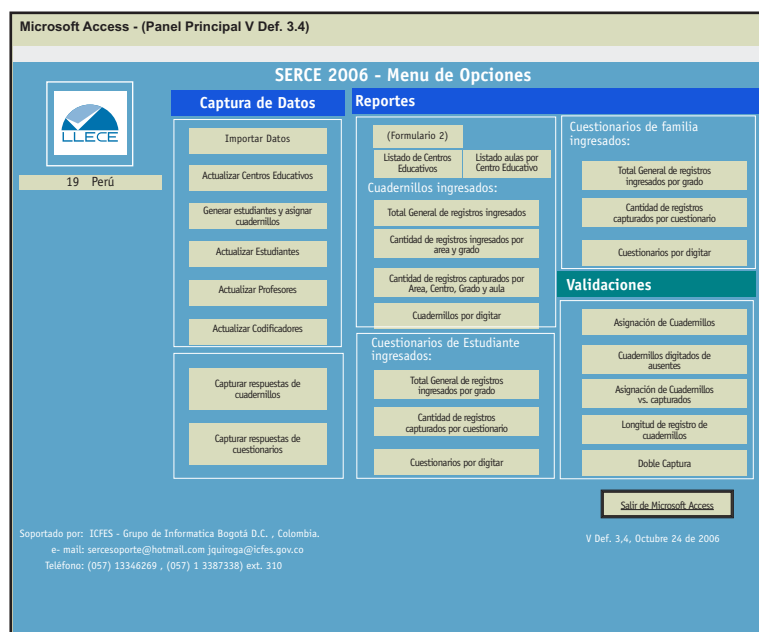 Microsoft Access - (Panel Principal V Def. 3.4)
SERCE 2006 - Menu de Opciones
LLECE
19 Perú
Captura de Datos
Importar Datos
Actualizar Centros Educativos
Generar estudiantes y asignar
cuadernillos
Actualizar Estudiantes
Actualizar Profesores
Actualizar Codificadores
Capturar respuestas de
cuadernillos
Capturar respuestas de
cuestionarios
Reportes
(Formulario 2)
Listado de Centros
Educativos
Listado aulas por
Centro Educativo
Cuadernillos ingresados:
Total General de registros ingresados
Cantidad de registros ingresados por
area y grado
Cantidad de registros capturados por
Area, Centro, Grado y aula
Cuadernillos por digitar
Cuestionarios de Estudiante
ingresados:
Total General de registros
ingresados por grado
Cantidad de registros
capturados por cuestionario
Cuestionarios por digitar
Cuestionarios de familia
ingresados:
Total General de registros
ingresados por grado
Cantidad de registros
capturados por cuestionario
Cuestionarios por digitar
Validaciones
Asignación de Cuadernillos
Cuadernillos digitados de
ausentes
Asignación de Cuadernillos
vs. capturados
Longitud de registro de
cuadernillos
Doble Captura
Salir de Microsoft Access
Soportado por: ICFES - Grupo de Informatica Bogotà D.C. , Colombia.
e- mail: sercesoporte@hotmail.com jquiroga@icfes.gov.co
Telèfono: (057) 13346269 , (057) 1 3387338) ext. 310
V Def. 3,4, Octubre 24 de 2006